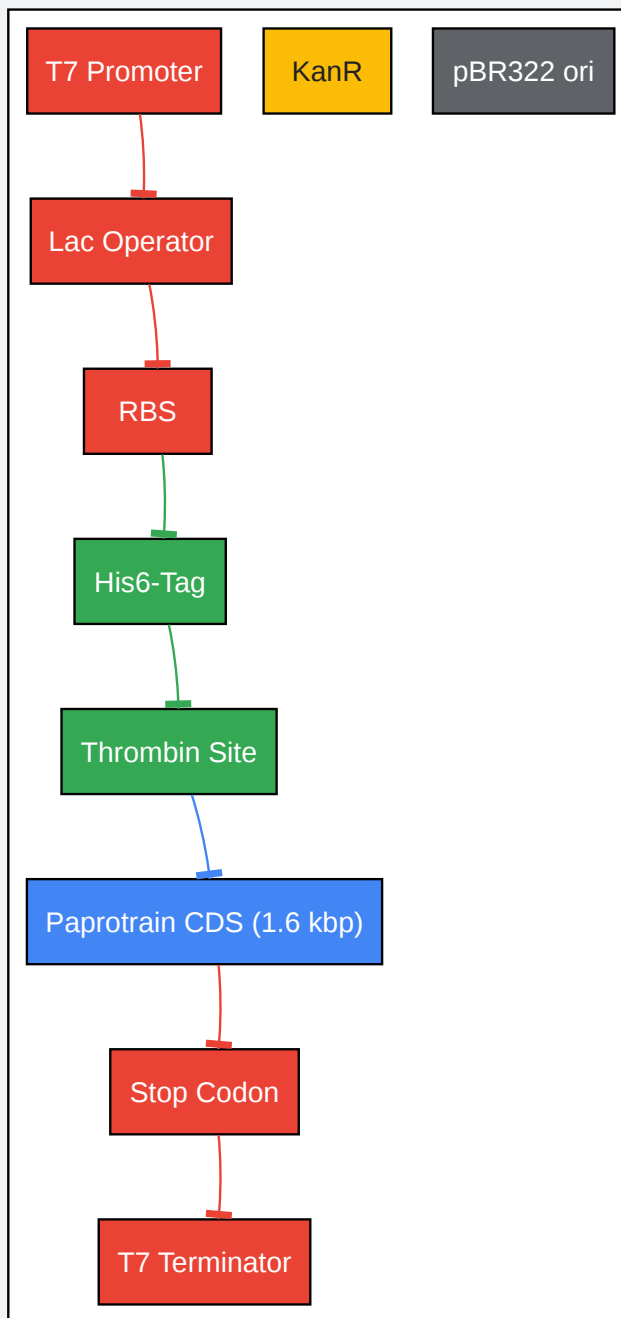 T7 Promoter
KanR
pBR322 ori
Lac Operator
RBS
His6-Tag
Thrombin Site
Paprotrain CDS (1.6 kbp)
Stop Codon
T7 Terminator